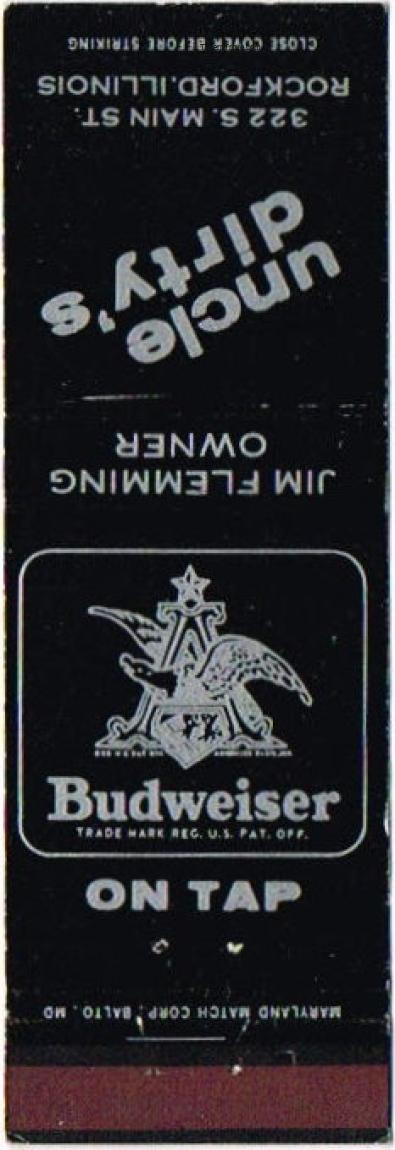 CLOSE COVER BEFORE STRIKING
322 S. MAIN ST.
ROCKFORD, ILLINOIS
uncle
dirty's
JIM FLEMMING
OWNER
Budweiser
TRADE MARK REG. U.S. PAT. OFF.
ON TAP
MARYLAND MATCH CORP., BALTO., MD